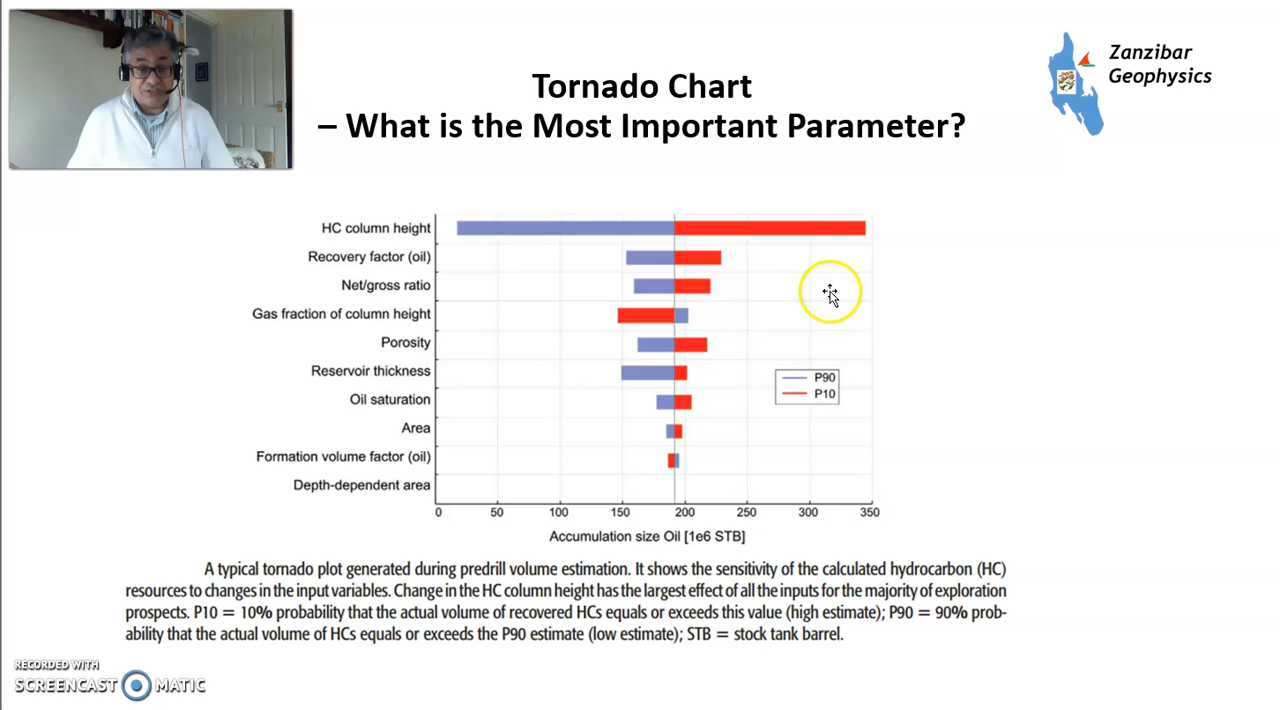 Tornado Chart
– What is the Most Important Parameter?
Zanzibar
Geophysics
HC column height
Recovery factor (oil)
Net/gross ratio
Gas fraction of column height
Porosity
Reservoir thickness
Oil saturation
Area
Formation volume factor (oil)
Depth-dependent area
P90
P10
0 50 100 150 200 250 300 350
Accumulation size Oil [1e6 STB]
A typical tornado plot generated during predrill volume estimation. It shows the sensitivity of the calculated hydrocarbon (HC)
resources to changes in the input variables. Change in the HC column height has the largest effect of all the inputs for the majority of exploration
prospects. P10 = 10% probability that the actual volume of recovered HCs equals or exceeds this value (high estimate); P90 = 90% prob-
ability that the actual volume of HCs equals or exceeds the P90 estimate (low estimate); STB = stock tank barrel.
RECORDED WITH
SCREENCAST MATIC